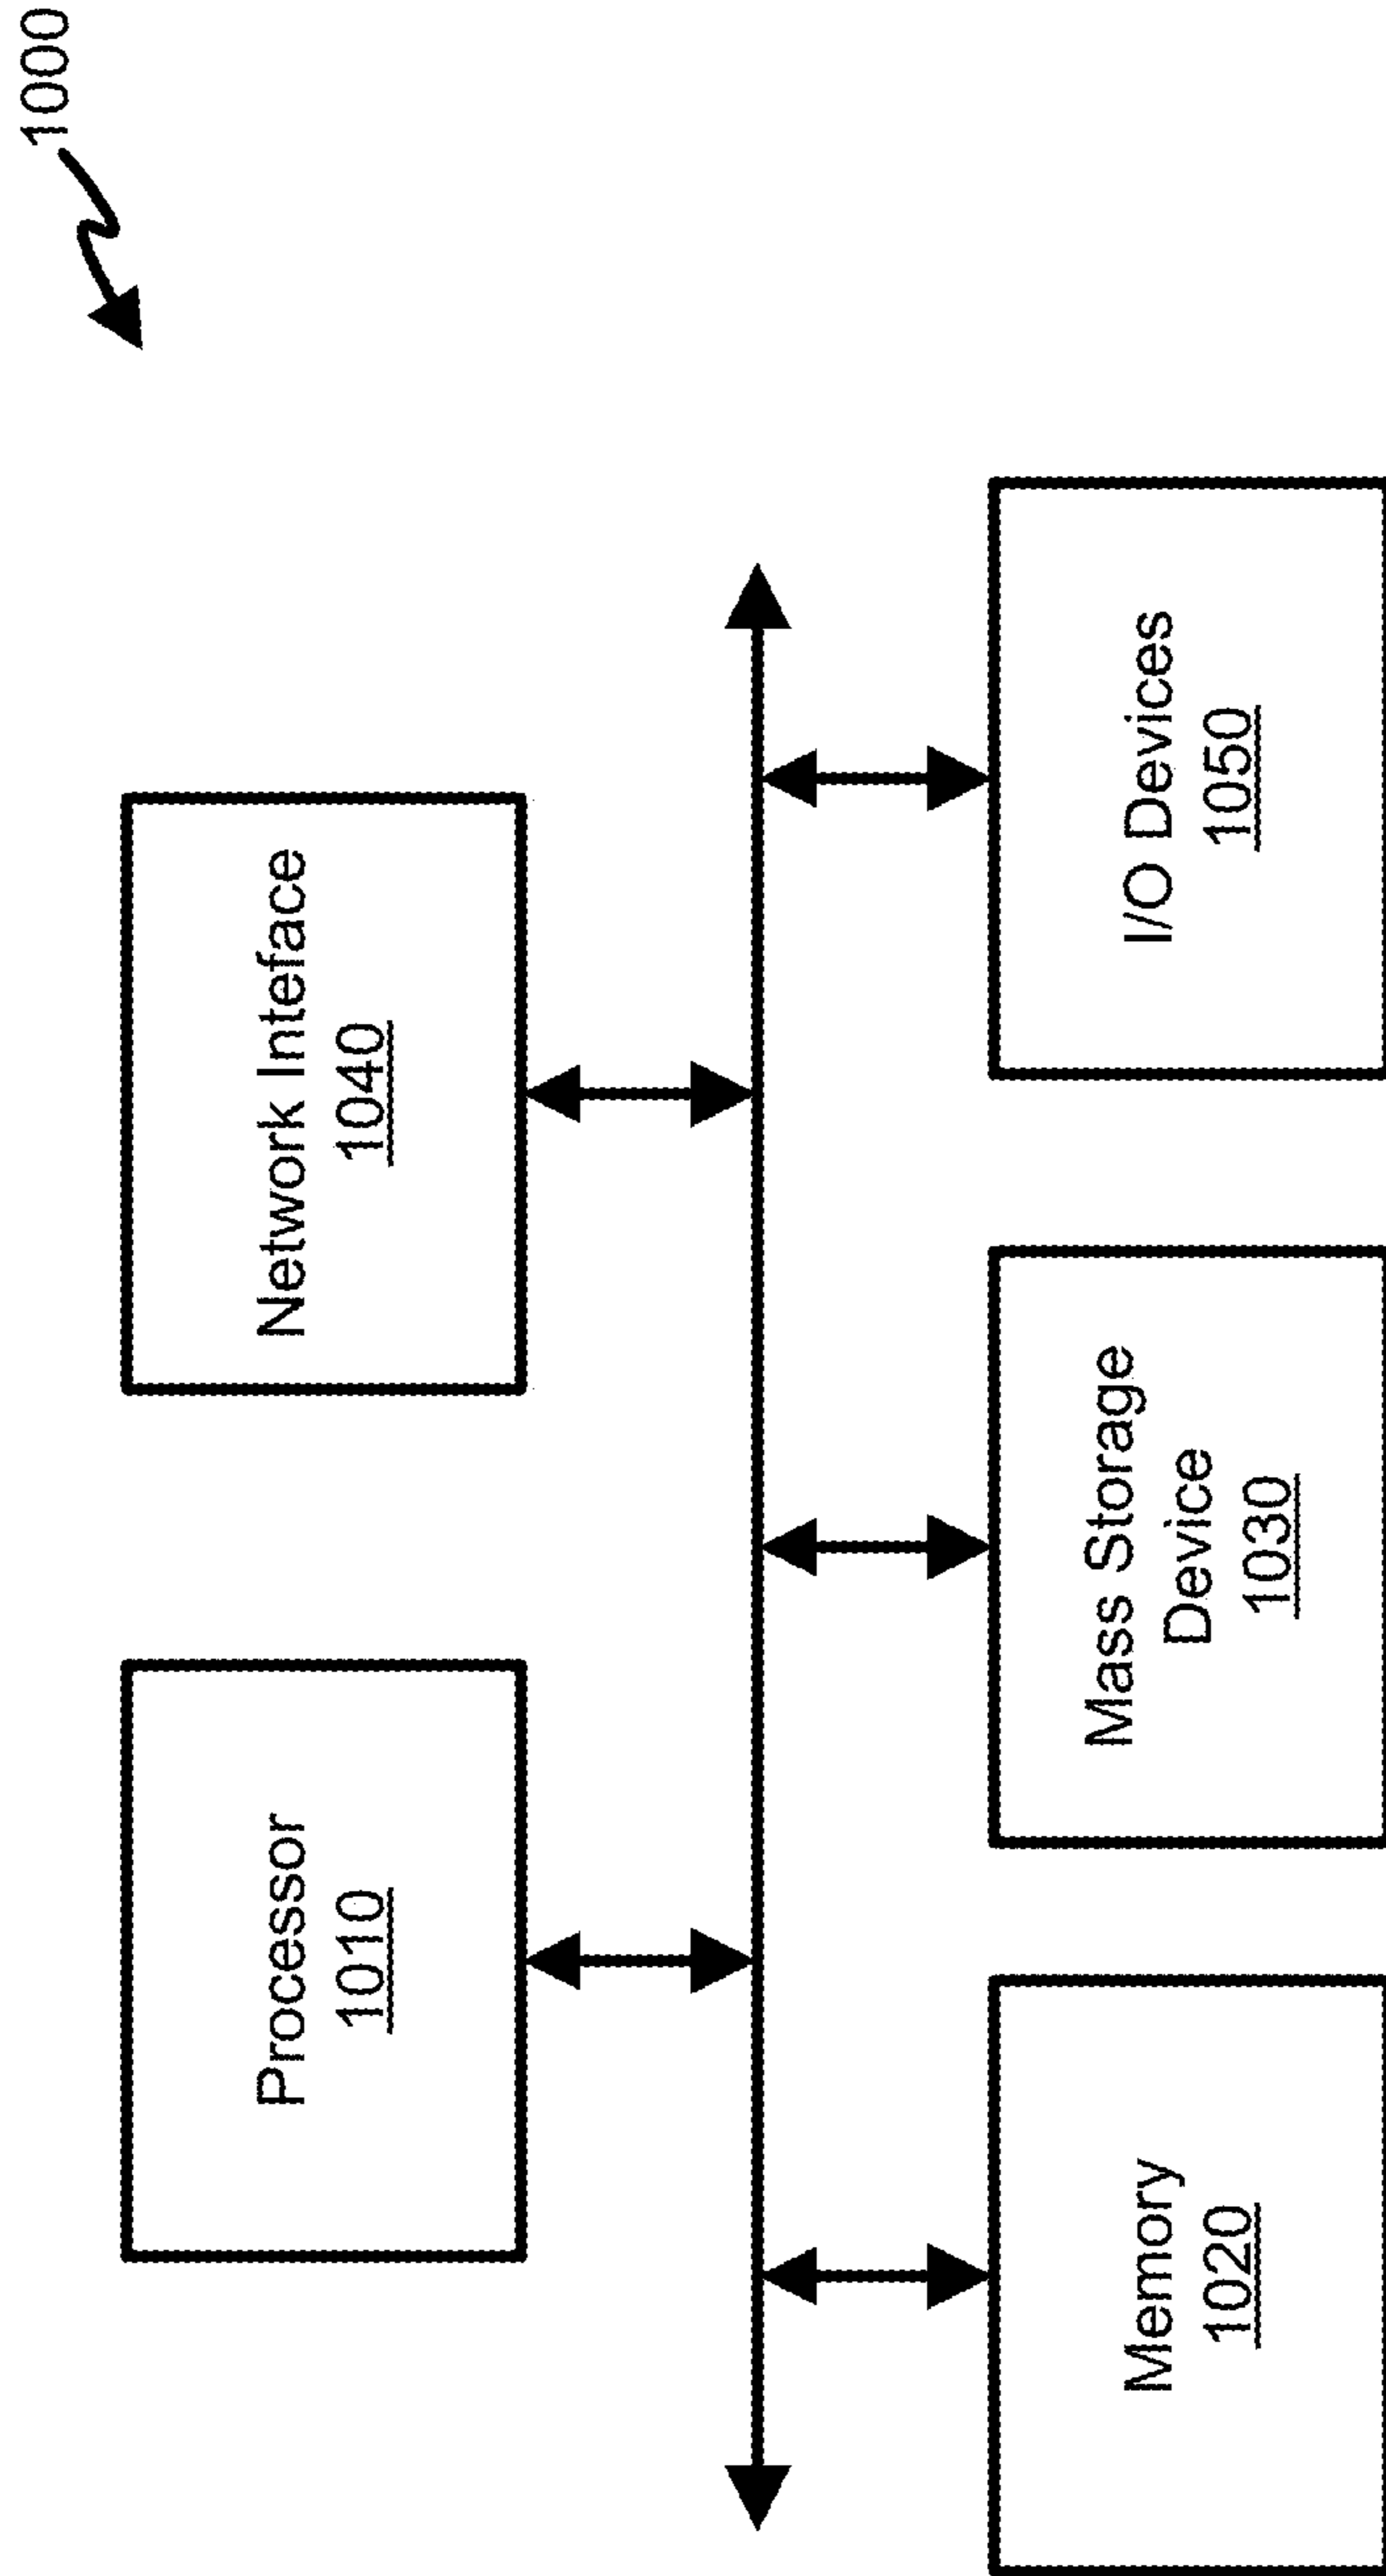 1000
Processor
1010
Network Inteface
1040
Memory
1020
Mass Storage
Device
1030
I/O Devices
1050